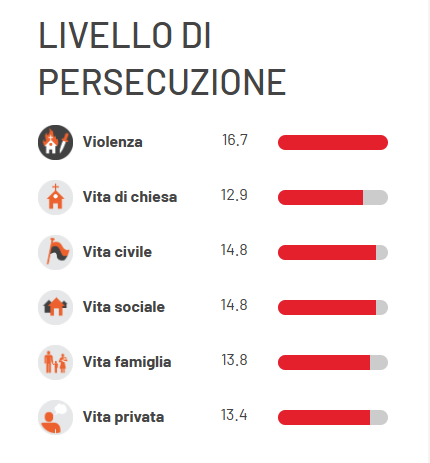 LIVELLO DI
PERSECUZIONE
Violenza 16.7
Vita di chiesa 12.9
Vita civile 14.8
Vita sociale 14.8
Vita famiglia 13.8
Vita privata 13.4